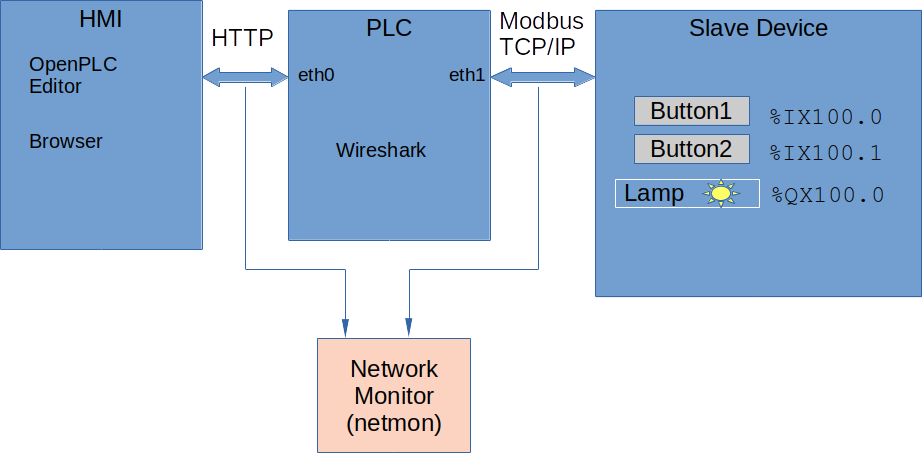 HMI
OpenPLC
Editor
Browser
HTTP
PLC
eth0
eth1
Wireshark
Modbus
TCP/IP
Slave Device
Button1 %IX100.0
Button2 %IX100.1
Lamp %QX100.0
Network
Monitor
(netmon)